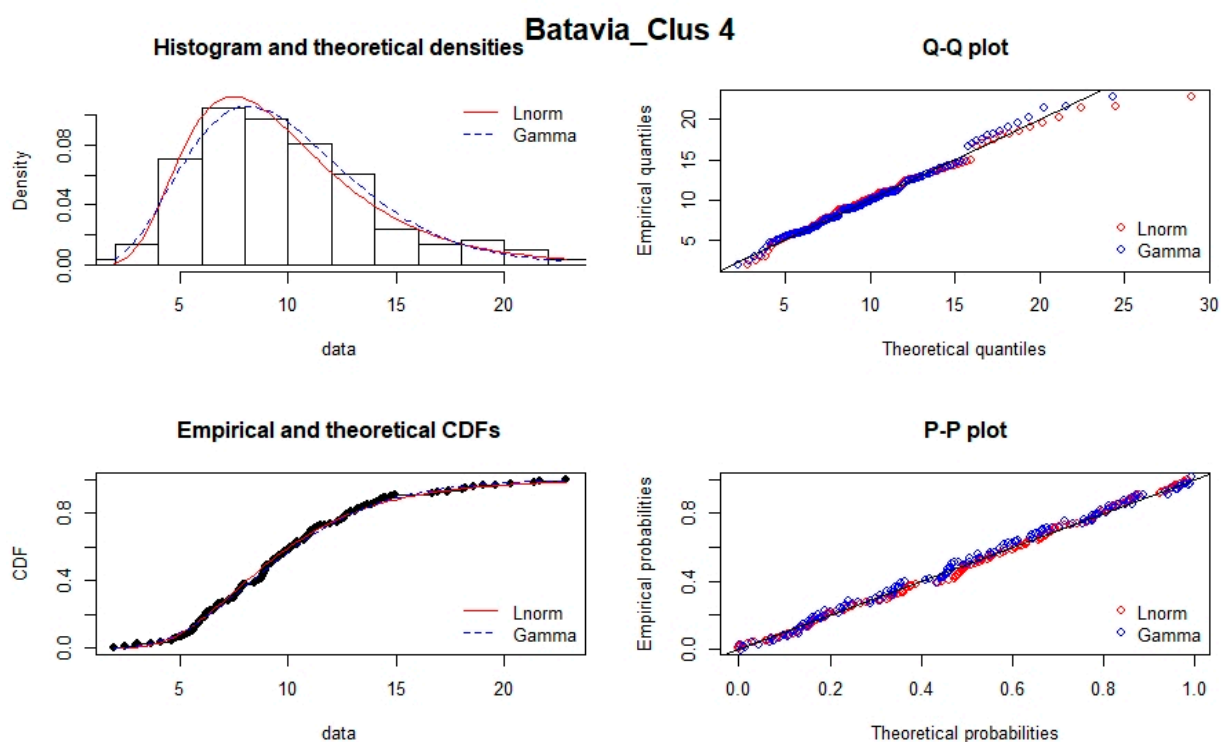 Batavia_Clus 4
Histogram and theoretical densities
Density
0.00
0.04
0.08
Lnorm
Gamma
5
10
15
20
data
Q-Q plot
Empirical quantiles
5
10
15
20
Lnorm
Gamma
5
10
15
20
25
30
Theoretical quantiles
Empirical and theoretical CDFs
CDF
0.0
0.4
0.8
Lnorm
Gamma
5
10
15
20
data
P-P plot
Empirical probabilities
0.0
0.4
0.8
Lnorm
Gamma
0.0
0.2
0.4
0.6
0.8
1.0
Theoretical probabilities